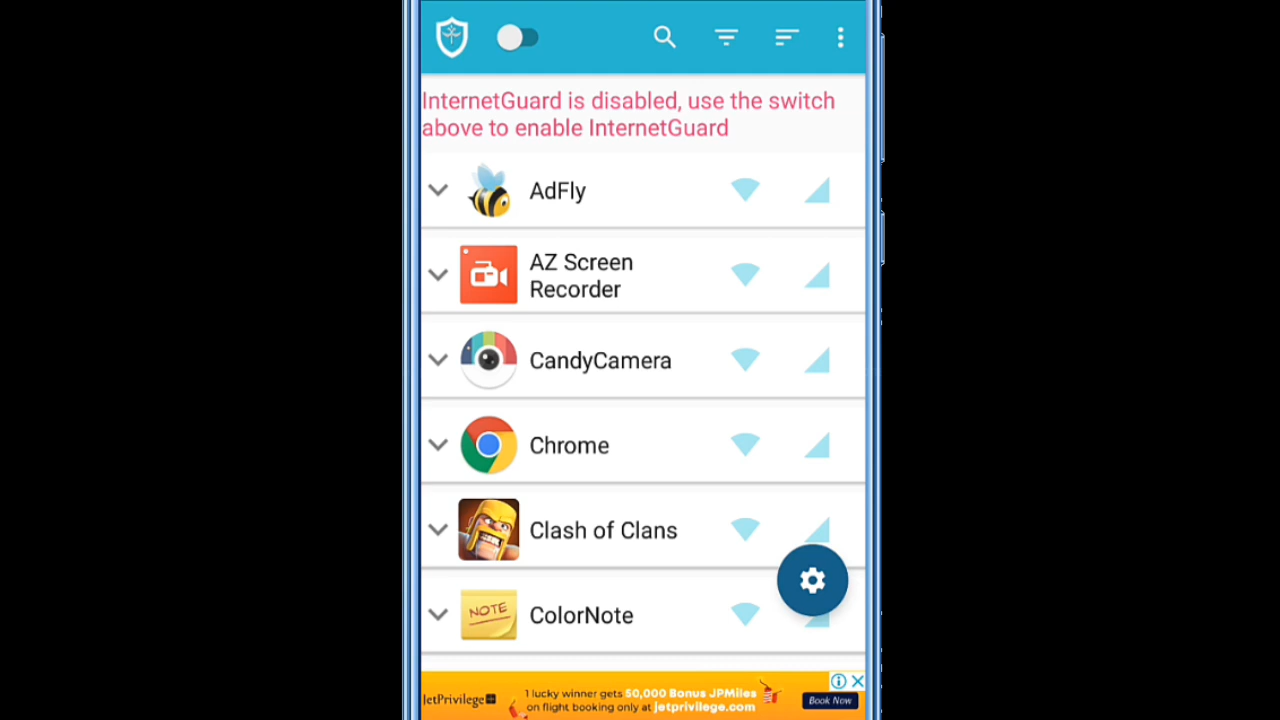 InternetGuard is disabled, use the switch
above to enable InternetGuard
AdFly
AZ Screen
Recorder
CandyCamera
Chrome
Clash of Clans
NOTE
ColorNote
JetPrivilege
1 lucky winner gets 50,000 Bonus JPMiles
on flight booking only at jetprivilege.com
Book Now